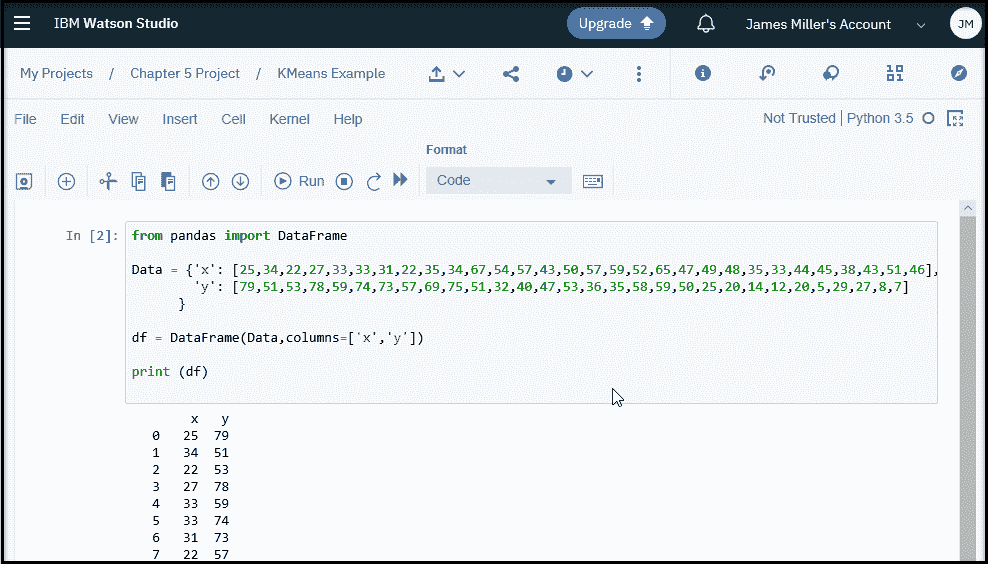 IBM Watson Studio
Upgrade
James Miller's Account
JM
My Projects / Chapter 5 Project / KMeans Example
File Edit View Insert Cell Kernel Help
Not Trusted | Python 3.5
Format
Run
Code
In [2]: from pandas import DataFrame
Data = {'x': [25,34,22,27,33,33,31,22,35,34,67,54,57,43,50,57,59,52,65,47,49,48,35,33,44,45,38,43,51,46],
'y': [79,51,53,78,59,74,73,57,69,75,51,32,40,47,53,36,35,58,59,50,25,20,14,12,20,5,29,27,8,7]
}
df = DataFrame(Data,columns=['x','y'])
print (df)
x y
0 25 79
1 34 51
2 22 53
3 27 78
4 33 59
5 33 74
6 31 73
7 22 57